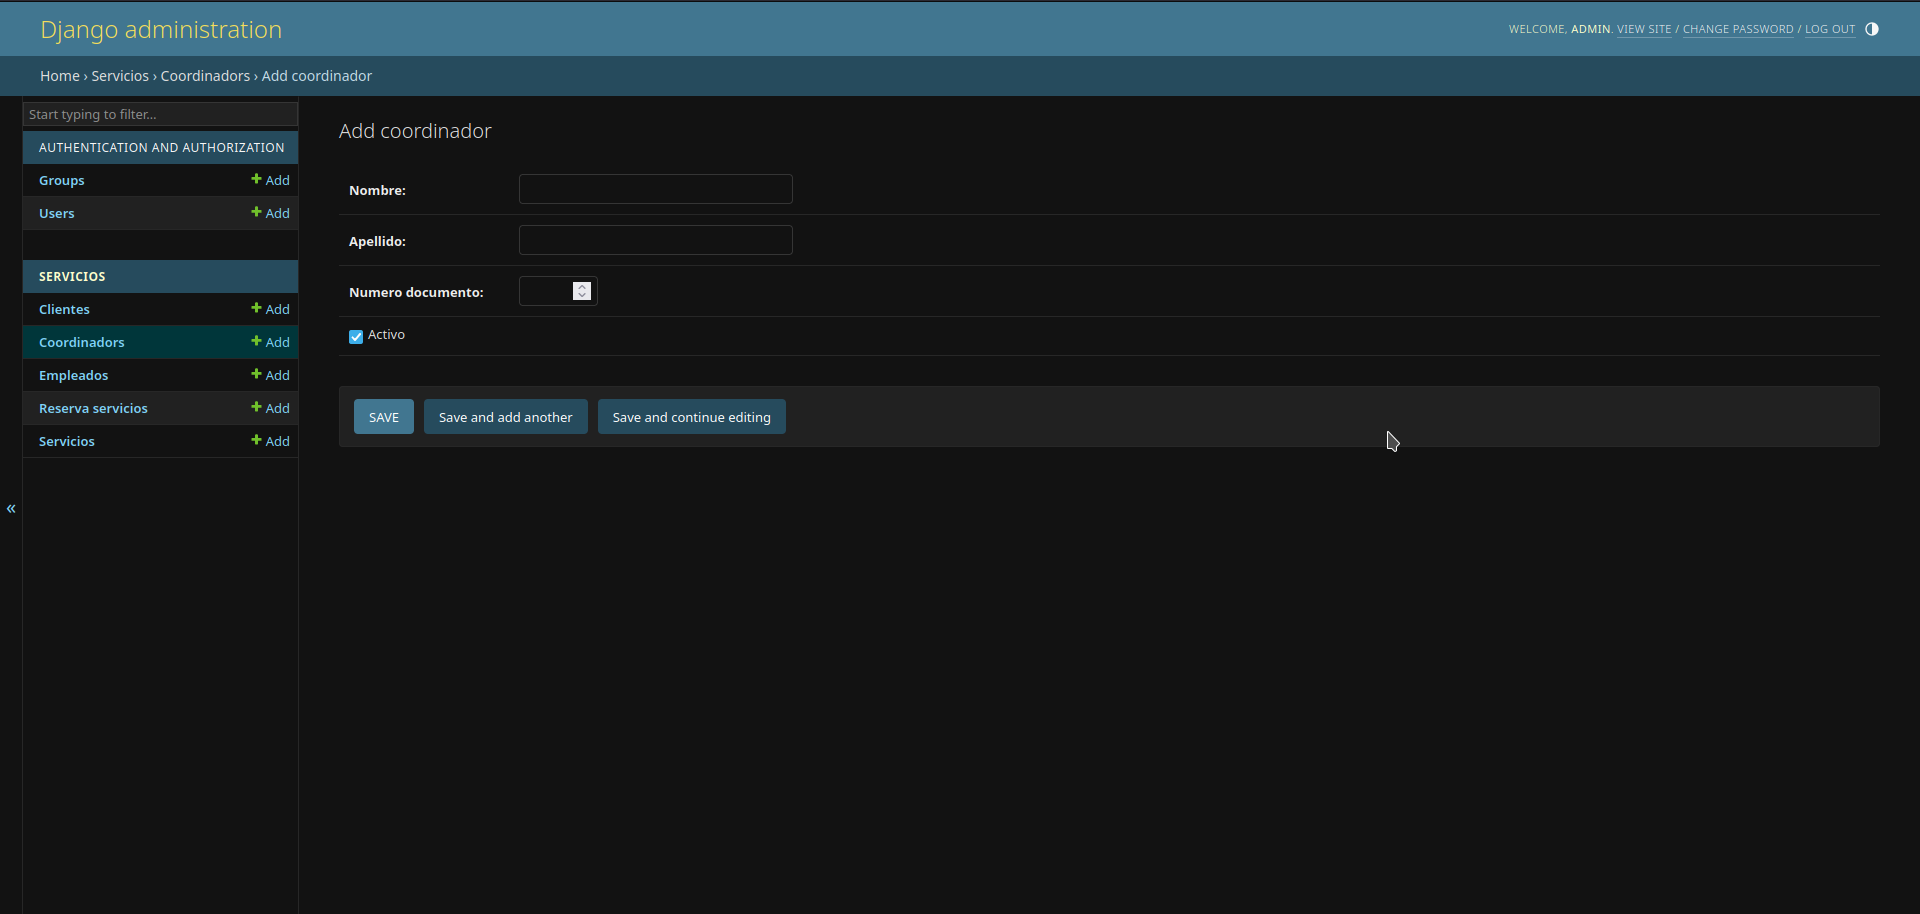 Django administration
WELCOME, ADMIN. VIEW SITE / CHANGE PASSWORD / LOG OUT
Home › Servicios › Coordinadors › Add coordinador
Start typing to filter...
AUTHENTICATION AND AUTHORIZATION
Groups + Add
Users + Add
SERVICIOS
Clientes + Add
Coordinadors + Add
Empleados + Add
Reserva servicios + Add
Servicios + Add
«
Add coordinador
Nombre:
Apellido:
Numero documento:
Activo
SAVE Save and add another Save and continue editing